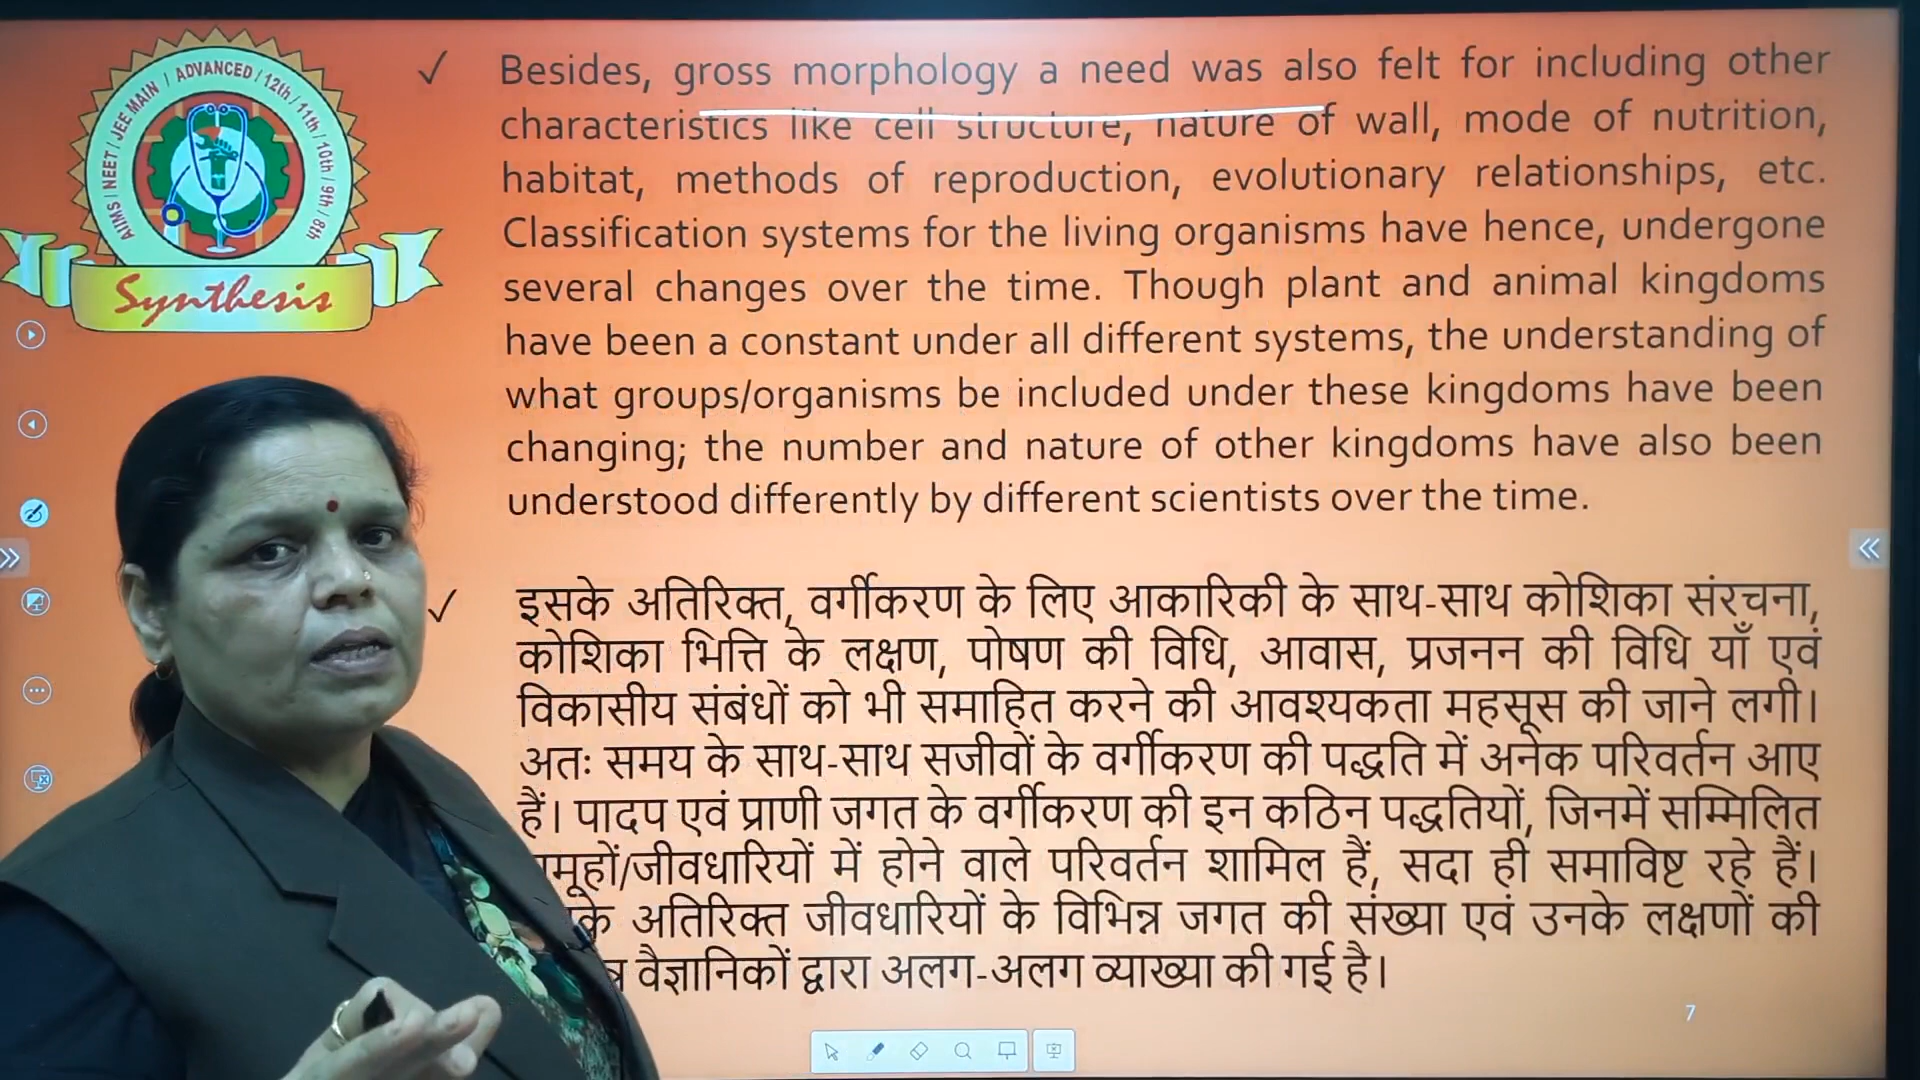 AIIMS | NEET / JEE MAIN / ADVANCED / 12th / 11th / 10th / 9th / 8th
Synthesis
✓ Besides, gross morphology a need was also felt for including other
characteristics like cell structure, nature of wall, mode of nutrition,
habitat, methods of reproduction, evolutionary relationships, etc.
Classification systems for the living organisms have hence, undergone
several changes over the time. Though plant and animal kingdoms
have been a constant under all different systems, the understanding of
what groups/organisms be included under these kingdoms have been
changing; the number and nature of other kingdoms have also been
understood differently by different scientists over the time.
✓ इसके अतिरिक्त, वर्गीकरण के लिए आकारिकी के साथ-साथ कोशिका संरचना,
कोशिका भित्ति के लक्षण, पोषण की विधि, आवास, प्रजनन की विधि याँ एवं
विकासीय संबंधों को भी समाहित करने की आवश्यकता महसूस की जाने लगी।
अतः समय के साथ-साथ सजीवों के वर्गीकरण की पद्धति में अनेक परिवर्तन आए
हैं। पादप एवं प्राणी जगत के वर्गीकरण की इन कठिन पद्धतियों, जिनमें सम्मिलित
मूहों/जीवधारियों में होने वाले परिवर्तन शामिल हैं, सदा ही समाविष्ट रहे हैं।
के अतिरिक्त जीवधारियों के विभिन्न जगत की संख्या एवं उनके लक्षणों की
वैज्ञानिकों द्वारा अलग-अलग व्याख्या की गई है।
7